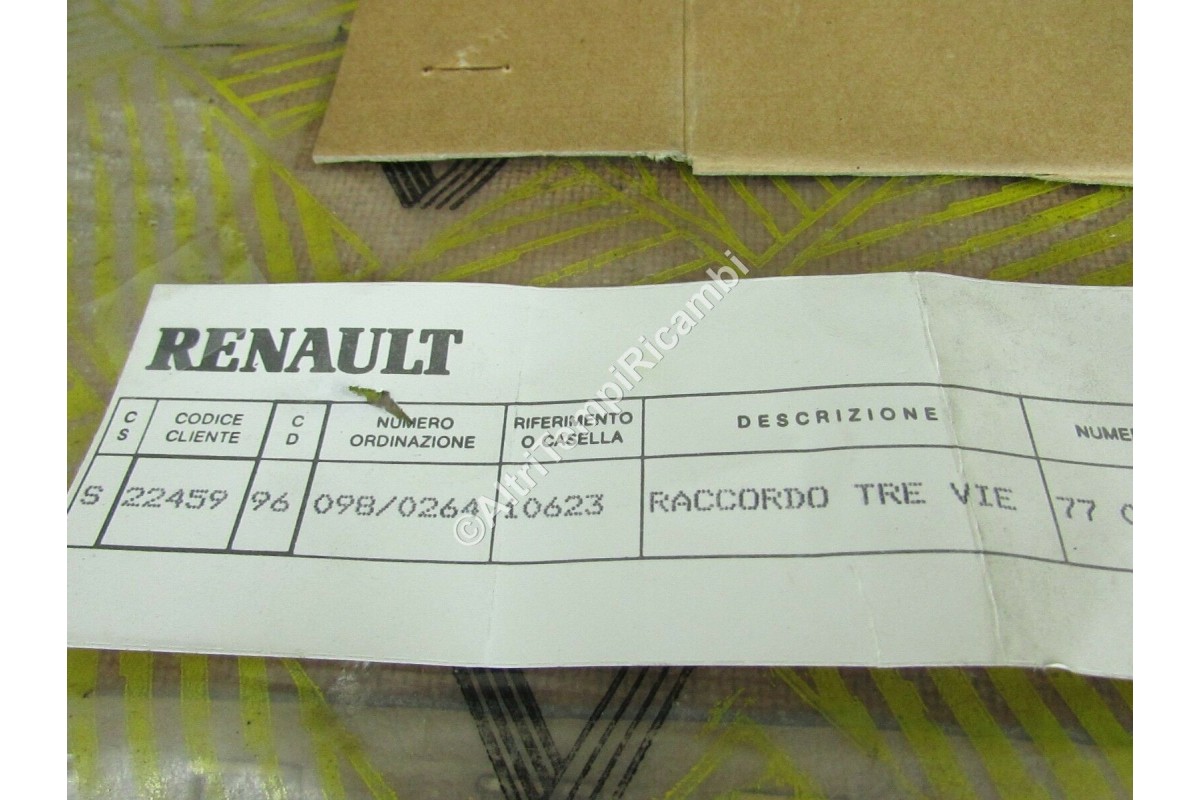 RENAULT
C S CODICE CLIENTE C D NUMERO ORDINAZIONE RIFERIMENTO O CASELLA DESCRIZIONE
S 22459 96 098/0264 10623 RACCORDO TRE VIE 77
©AltriTempiRicambi